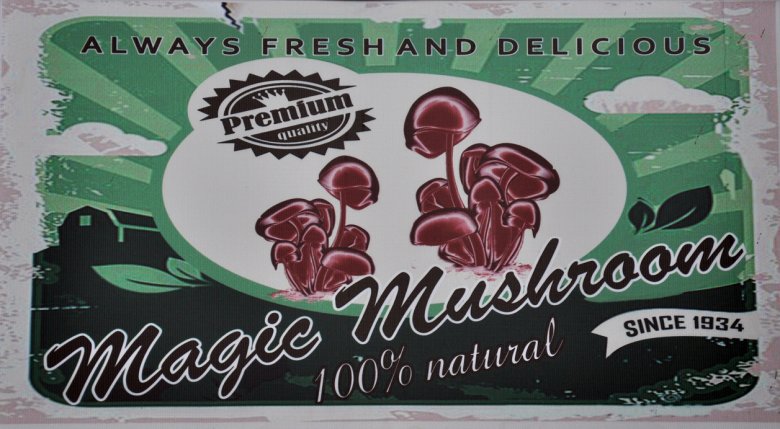 ALWAYS FRESH AND DELICIOUS
Premium
quality
Magic Mushroom
100% natural
SINCE 1934